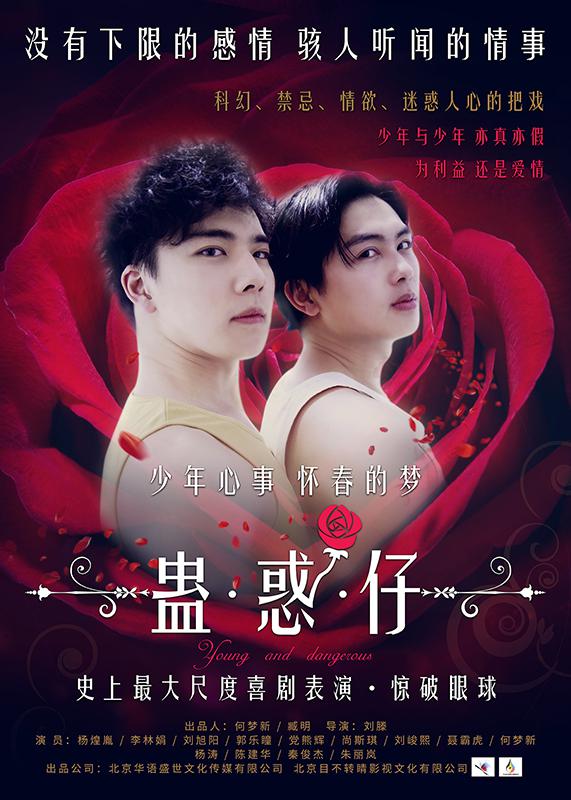 没有下限的感情 骇人听闻的情事
科幻、禁忌、情欲、迷惑人心的把戏
少年与少年 亦真亦假
为利益 还是爱情
少年心事 怀春的梦
蛊·惑·仔
Young and dangerous
史上最大尺度喜剧表演·惊破眼球
出品人：何梦新 / 臧明 导演：刘滕
演 员：杨煌胤 / 李林娟 / 刘旭阳 / 郭乐瞳 / 党熊辉 / 尚斯琪 / 刘峻熙 / 聂霸虎 / 何梦新
杨涛 / 陈建华 / 秦俊杰 / 朱丽岚
出品公司：北京华语盛世文化传媒有限公司 北京目不转睛影视文化有限公司